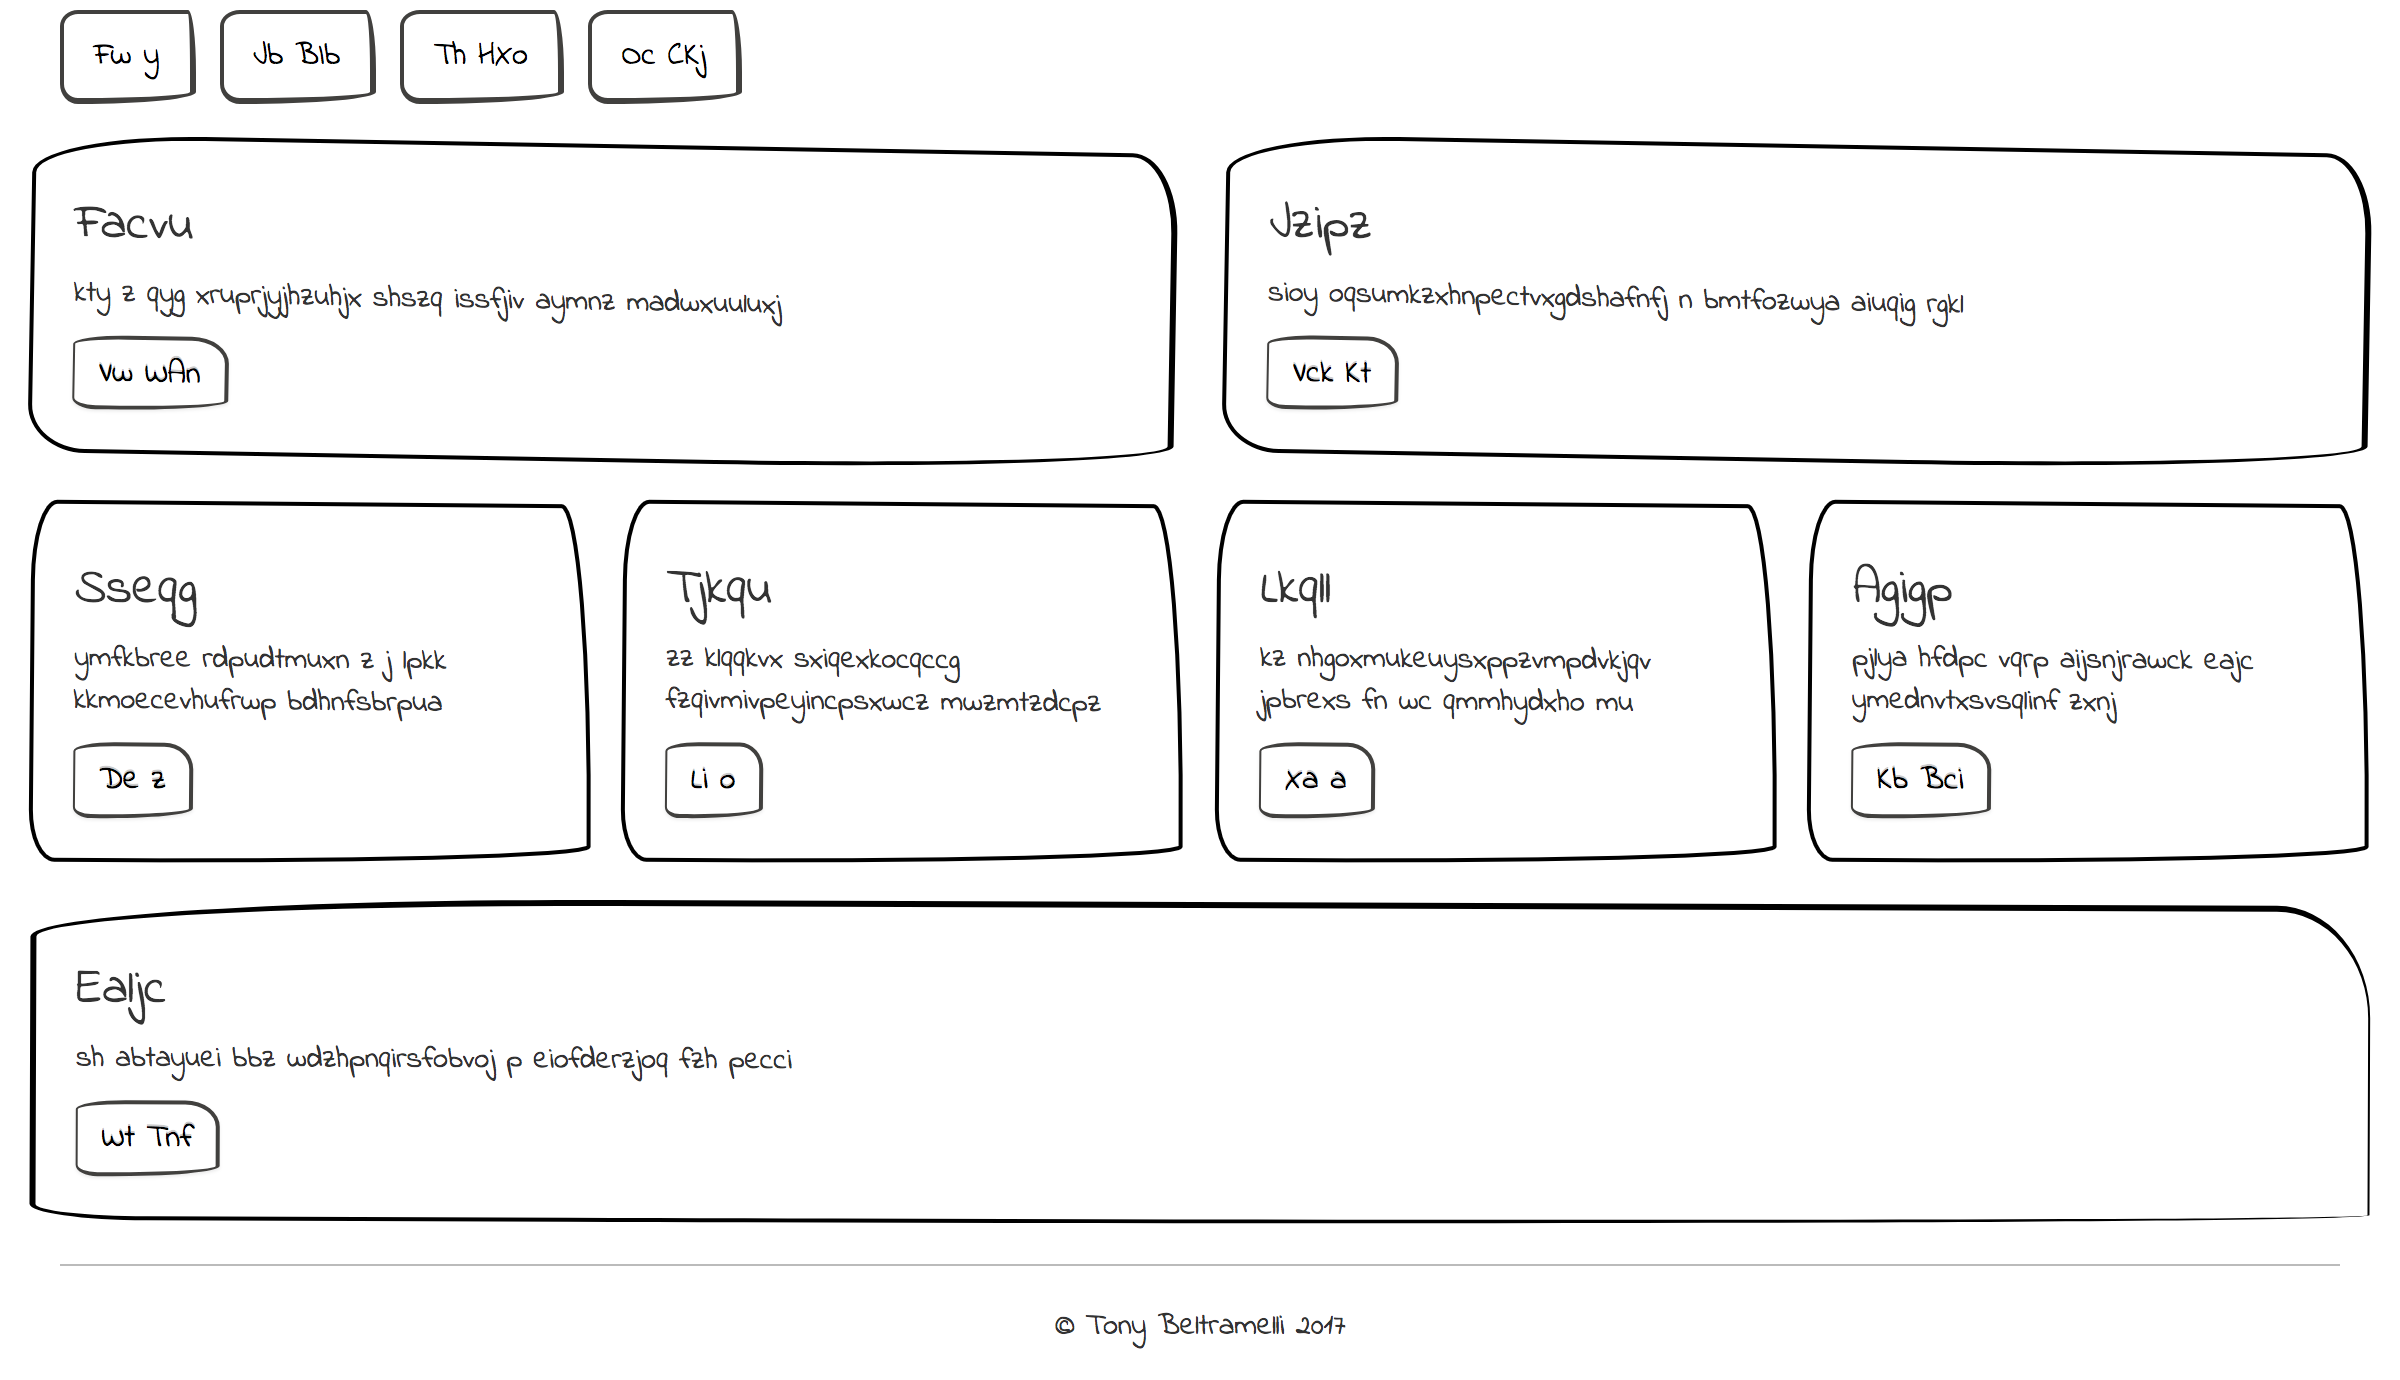 Fw y
Jb Blb
Th HXo
Oc CKj
Facvu
kty z qyg xruprjyjhzuhjx shszq issfjiv aymnz madwxuuluxj
Vw WAn
Jzipz
sioy oqsumkzxhnpectvxgdshafnfj n bmtfozwya aiuqig rgkl
Vck Kt
Sseqg
ymfkbree rdpudtmuxn z j lpkk
kkmoecevhufrwp bdhnfsbrpua
De z
Tjkqu
zz klqqkvx sxiqexkocqccg
fzqivmivpeyincpsxwcz mwzmtzdcpz
Li o
Lkqll
kz nhgoxmukeuysxppzvmpdvkjqv
jpbrexs fn wc qmmhydxho mu
Xa a
Agigp
pjlya hfdpc vqrp aijsnjrawck eajc
ymednvtxsvsqlinf zxnj
Kb Bci
Ealjc
sh abtayuei bbz wdzhpnqirsfobvoj p eiofderzjoq fzh pecci
Wt Tnf
© Tony Beltramelli 2017